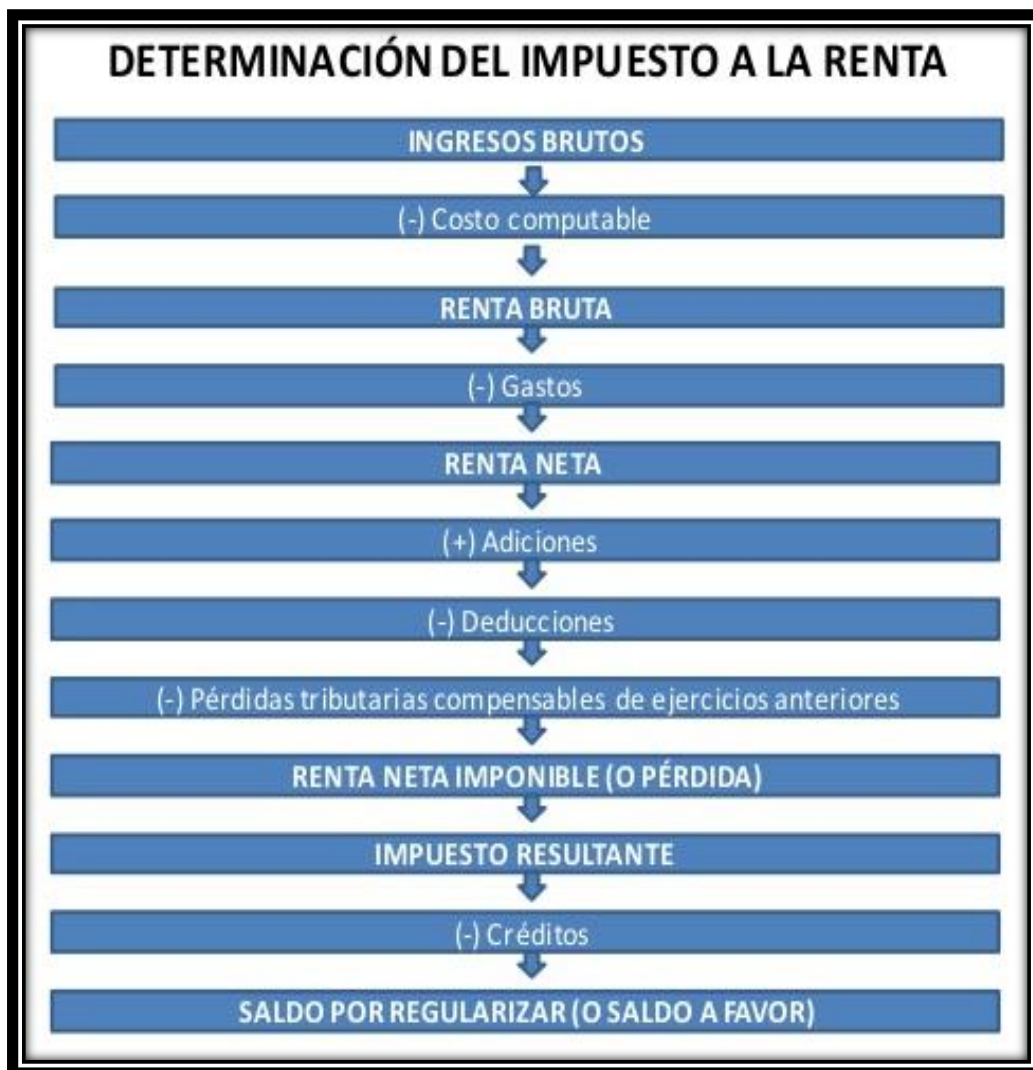 DETERMINACIÓN DEL IMPUESTO A LA RENTA
INGRESOS BRUTOS
(-) Costo computable
RENTA BRUTA
(-) Gastos
RENTA NETA
(+) Adiciones
(-) Deducciones
(-) Pérdidas tributarias compensables de ejercicios anteriores
RENTA NETA IMPONIBLE (O PÉRDIDA)
IMPUESTO RESULTANTE
(-) Créditos
SALDO POR REGULARIZAR (O SALDO A FAVOR)